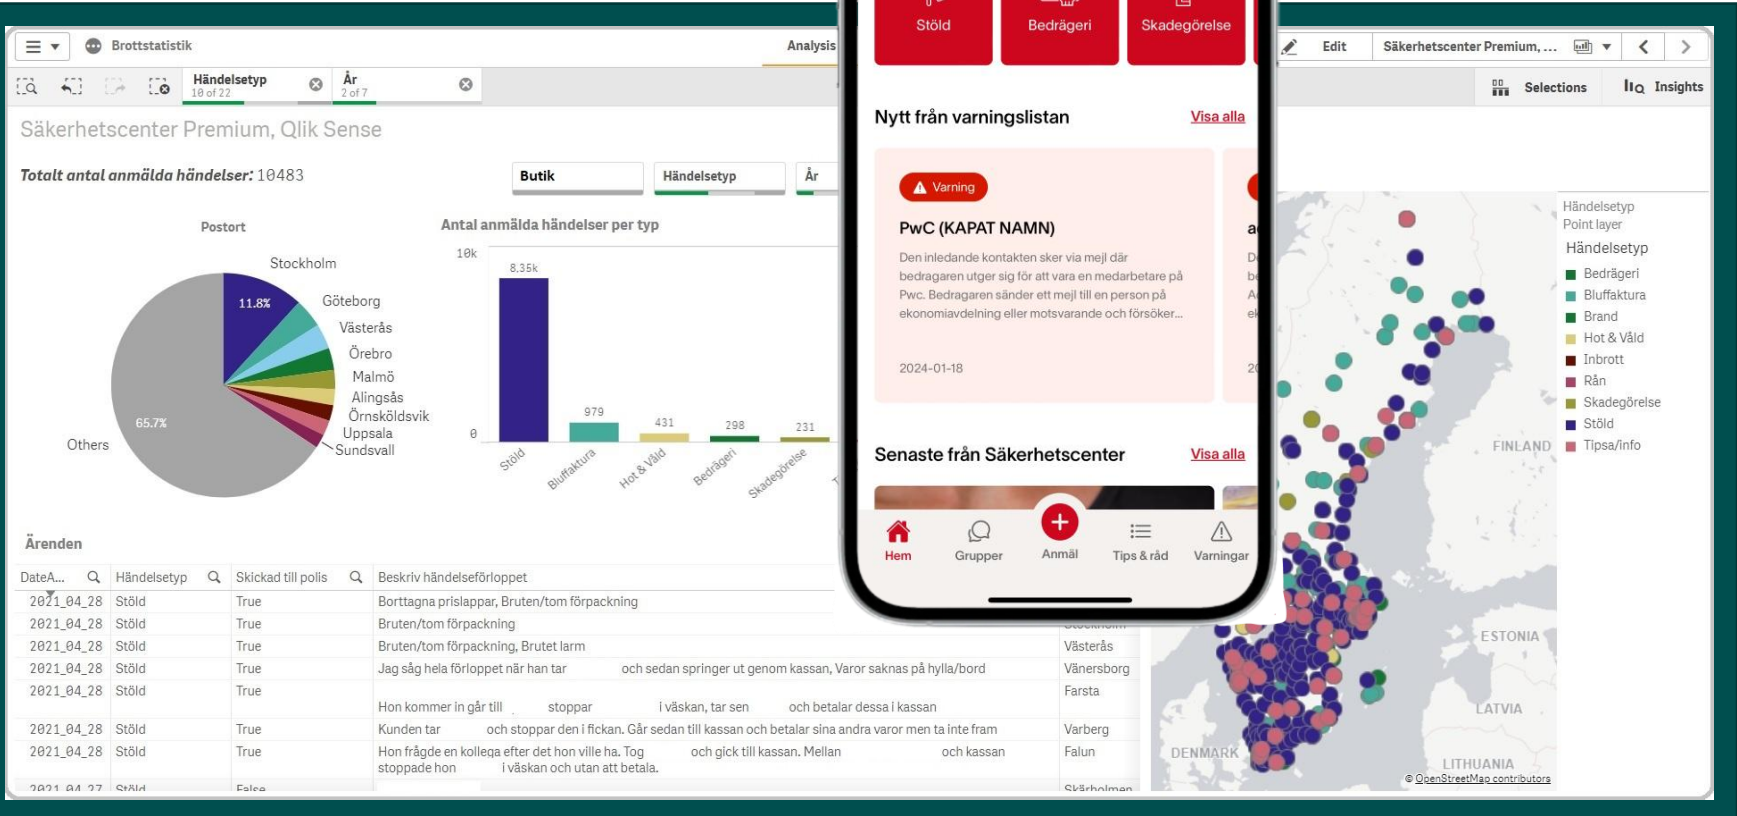 Brottstatistik
Analysis
Edit
Säkerhetscenter Premium, ...
Händelsetyp
10 of 22
År
2 of 7
Selections
Insights
Säkerhetscenter Premium, Qlik Sense
Totalt antal anmälda händelser: 10483
Butik
Händelsetyp
År
Postort
Stockholm
11.8%
Göteborg
Västerås
Örebro
Malmö
Alingsås
Örnsköldsvik
Uppsala
Sundsvall
65.7%
Others
Antal anmälda händelser per typ
10k
0
8,35k
979
431
298
231
Stöld
Bluffaktura
Hot & Våld
Bedrägeri
Skadegörelse
Stöld
Bedrägeri
Skadegörelse
Nytt från varningslistan
Visa alla
Varning
PwC (KAPAT NAMN)
Den inledande kontakten sker via mejl där
bedragaren utger sig för att vara en medarbetare på
Pwc. Bedragaren sänder ett mejl till en person på
ekonomiavdelning eller motsvarande och försöker...
2024-01-18
Senaste från Säkerhetscenter
Visa alla
Hem
Grupper
Anmäl
Tips & råd
Varningar
Händelsetyp
Point layer
Händelsetyp
Bedrägeri
Bluffaktura
Brand
Hot & Våld
Inbrott
Rån
Skadegörelse
Stöld
Tipsa/info
FINLAND
ESTONIA
LATVIA
LITHUANIA
DENMARK
© OpenStreetMap contributors
Ärenden
DateA... Händelsetyp Skickad till polis Beskriv händelseförloppet
2021_04_28 Stöld True Borttagna prislappar, Bruten/tom förpackning
2021_04_28 Stöld True Bruten/tom förpackning Stockholm
2021_04_28 Stöld True Bruten/tom förpackning, Brutet larm Västerås
2021_04_28 Stöld True Jag såg hela förloppet när han tar och sedan springer ut genom kassan, Varor saknas på hylla/bord Vänersborg
2021_04_28 Stöld True Farsta
Hon kommer in går till stoppar i väskan, tar sen och betalar dessa i kassan
2021_04_28 Stöld True Kunden tar och stoppar den i fickan. Går sedan till kassan och betalar sina andra varor men ta inte fram Varberg
2021_04_28 Stöld True Hon frågde en kollega efter det hon ville ha. Tog och gick till kassan. Mellan och kassan Falun
stoppade hon i väskan och utan att betala.
2021_04_27 Stöld False Skärholmen